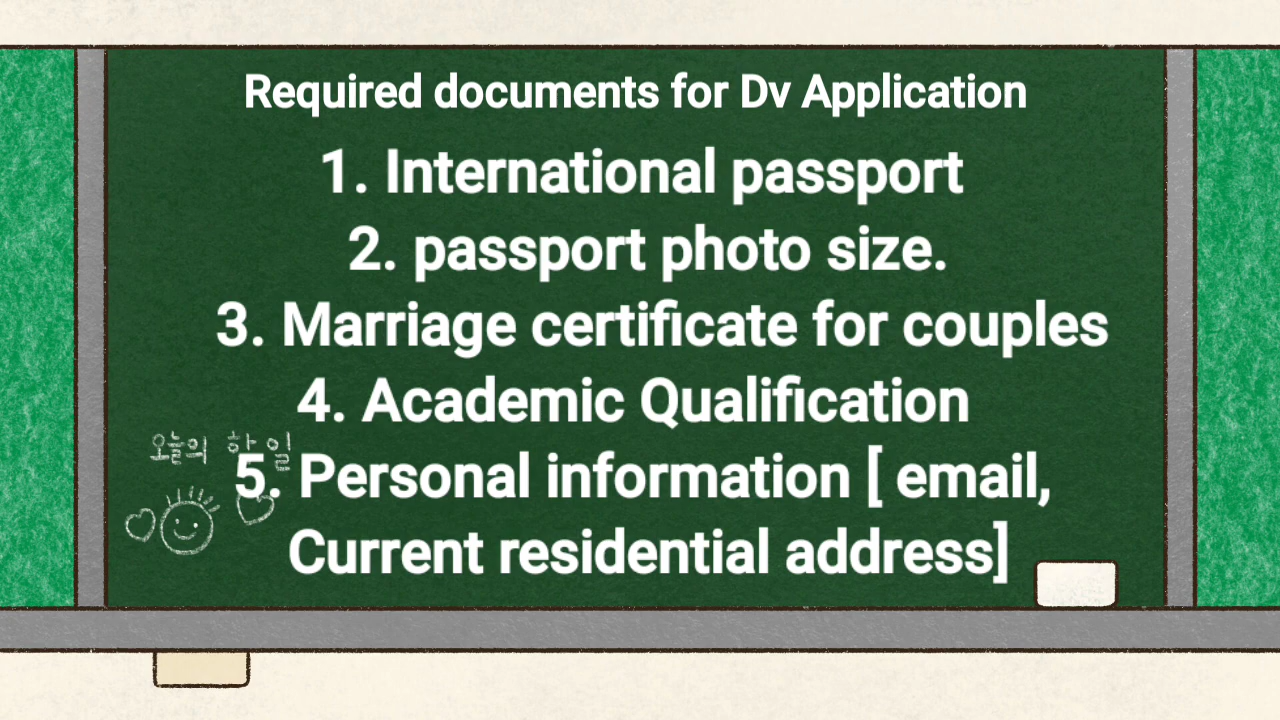 Required documents for Dv Application
1. International passport
2. passport photo size.
3. Marriage certificate for couples
4. Academic Qualification
오늘의 할 일
5. Personal information [ email,
Current residential address]